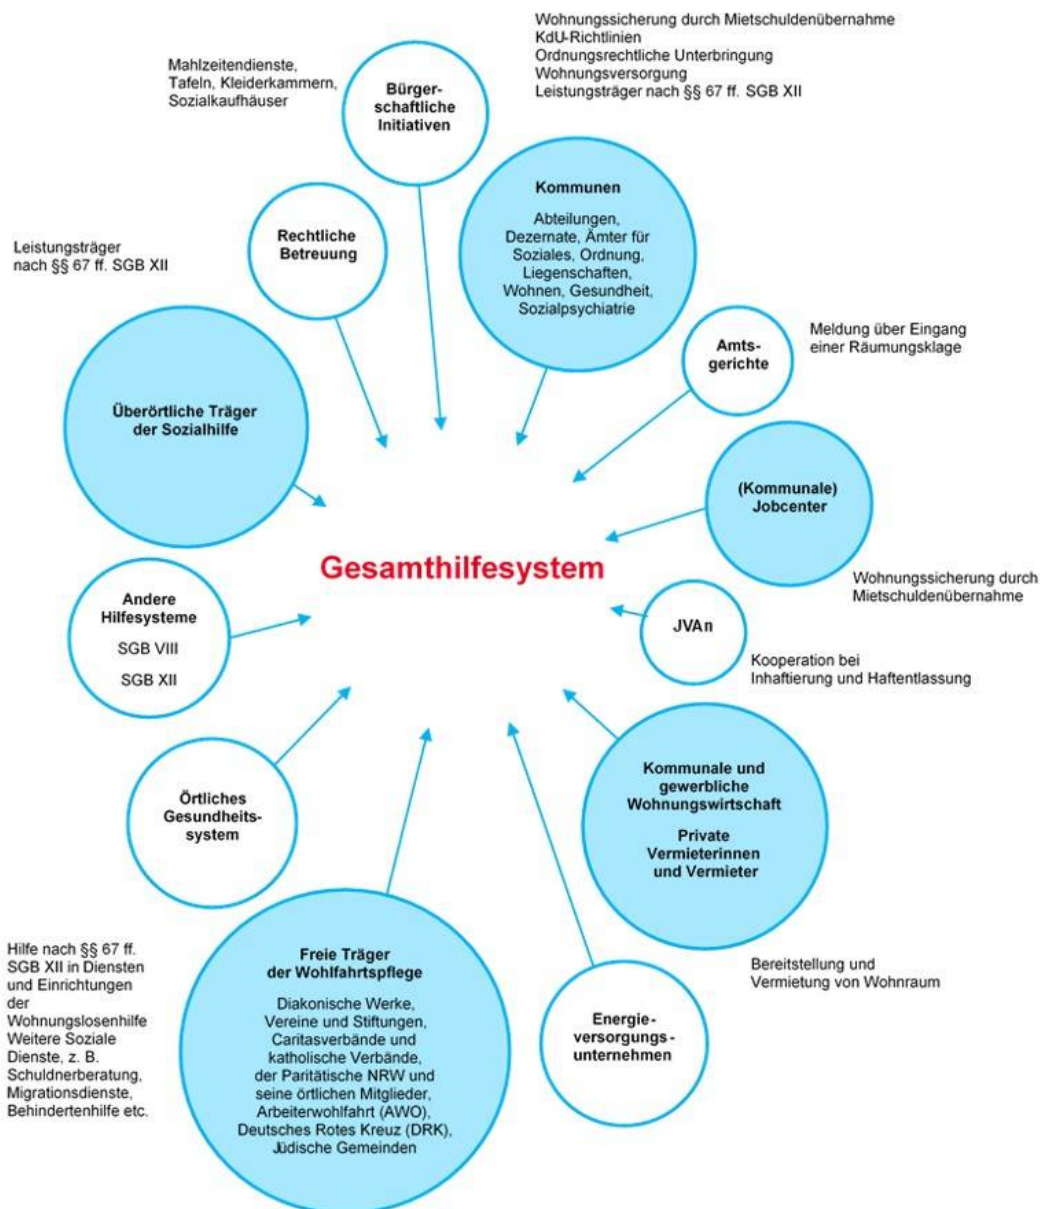 Wohnungssicherung durch Mietschuldenübernahme
KdU-Richtlinien
Ordnungsrechtliche Unterbringung
Wohnungsversorgung
Leistungsträger nach §§ 67 ff. SGB XII
Mahlzeitendienste,
Tafeln, Kleiderkammern,
Sozialkaufhäuser
Bürger-
schaftliche
Initiativen
Kommunen
Abteilungen,
Dezernate, Ämter für
Soziales, Ordnung,
Liegenschaften,
Wohnen, Gesundheit,
Sozialpsychiatrie
Rechtliche
Betreuung
Leistungsträger
nach §§ 67 ff. SGB XII
Überörtliche Träger
der Sozialhilfe
Amts-
gerichte
Meldung über Eingang
einer Räumungsklage
(Kommunale)
Jobcenter
Wohnungssicherung durch
Mietschuldenübernahme
Gesamthilfesystem
Andere
Hilfesysteme
SGB VIII
SGB XII
JVAn
Kooperation bei
Inhaftierung und Haftentlassung
Kommunale und
gewerbliche
Wohnungswirtschaft
Private
Vermieterinnen
und Vermieter
Bereitstellung und
Vermietung von Wohnraum
Örtliches
Gesundheits-
system
Hilfe nach §§ 67 ff.
SGB XII in Diensten
und Einrichtungen
der
Wohnungslosenhilfe
Weitere Soziale
Dienste, z. B.
Schuldnerberatung,
Migrationsdienste,
Behindertenhilfe etc.
Freie Träger
der Wohlfahrtspflege
Diakonische Werke,
Vereine und Stiftungen,
Caritasverbände und
katholische Verbände,
der Paritätische NRW und
seine örtlichen Mitglieder,
Arbeiterwohlfahrt (AWO),
Deutsches Rotes Kreuz (DRK),
Jüdische Gemeinden
Energie-
versorgungs-
unternehmen